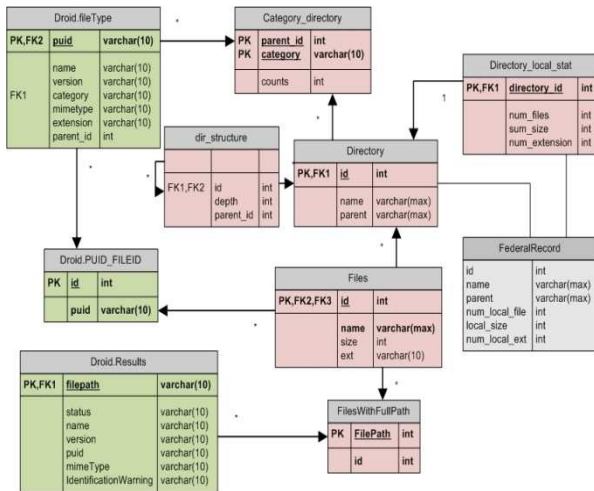 Droid.fileType
PK,FK2 puid varchar(10)
name varchar(10)
version varchar(10)
FK1 category varchar(10)
mimetype varchar(10)
extension varchar(10)
parent_id int
Category_directory
PK parent_id int
PK category varchar(10)
counts int
Directory_local_stat
PK,FK1 directory_id int
num_files int
sum_size int
num_extension int
dir_structure
FK1,FK2 id int
depth int
parent_id int
Directory
PK,FK1 id int
name varchar(max)
parent varchar(max)
FederalRecord
id int
name varchar(max)
parent varchar(max)
num_local_file int
local_size int
num_local_ext int
Droid.PUID_FILEID
PK id int
puid varchar(10)
Files
PK,FK2,FK3 id int
name varchar(max)
size int
ext varchar(10)
Droid.Results
PK,FK1 filepath varchar(10)
status varchar(10)
name varchar(10)
version varchar(10)
puid varchar(10)
mimeType varchar(10)
IdentificationWarning varchar(10)
FilesWithFullPath
PK FilePath int
id int